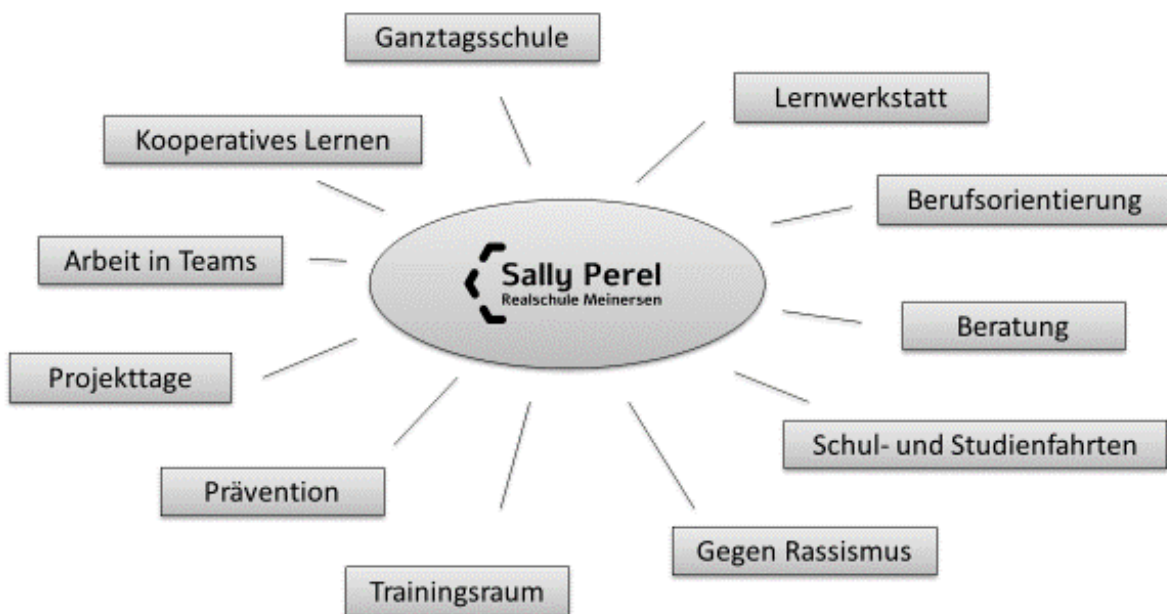 Ganztagsschule
Lernwerkstatt
Kooperatives Lernen
Berufsorientierung
Arbeit in Teams
Sally Perel
Realschule Meinersen
Beratung
Projekttage
Schul- und Studienfahrten
Prävention
Gegen Rassismus
Trainingsraum